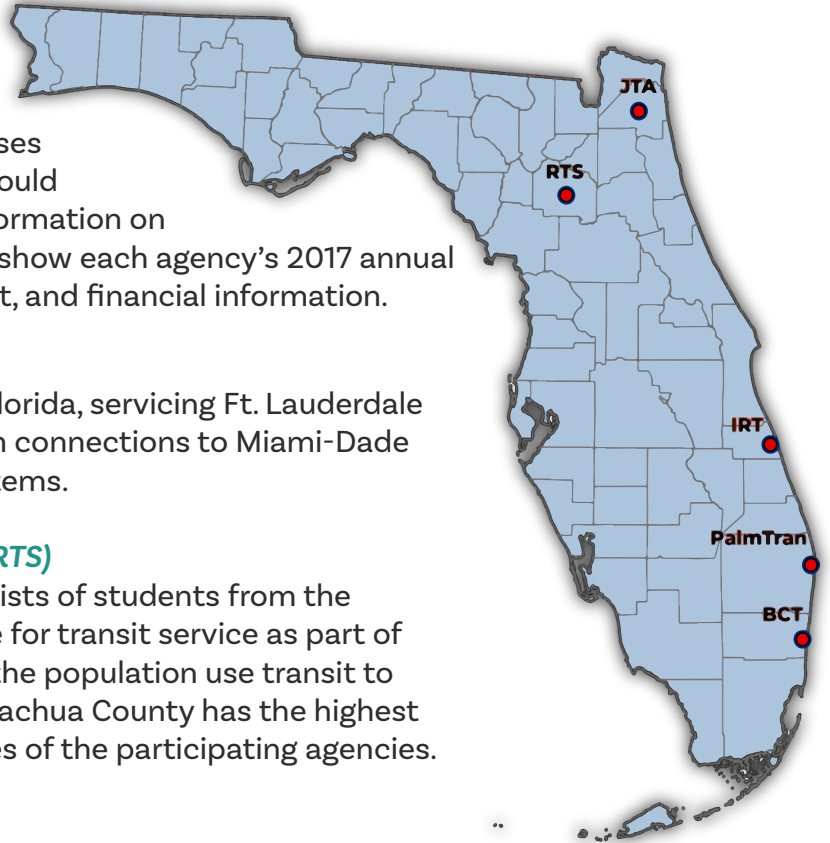 JTA
ses
RTS
ould
ormation on
show each agency's 2017 annual
t, and financial information.
lorida, servicing Ft. Lauderdale
IRT
n connections to Miami-Dade
tems.
PalmTran
RTS)
ists of students from the
e for transit service as part of
BCT
the population use transit to
achua County has the highest
es of the participating agencies.